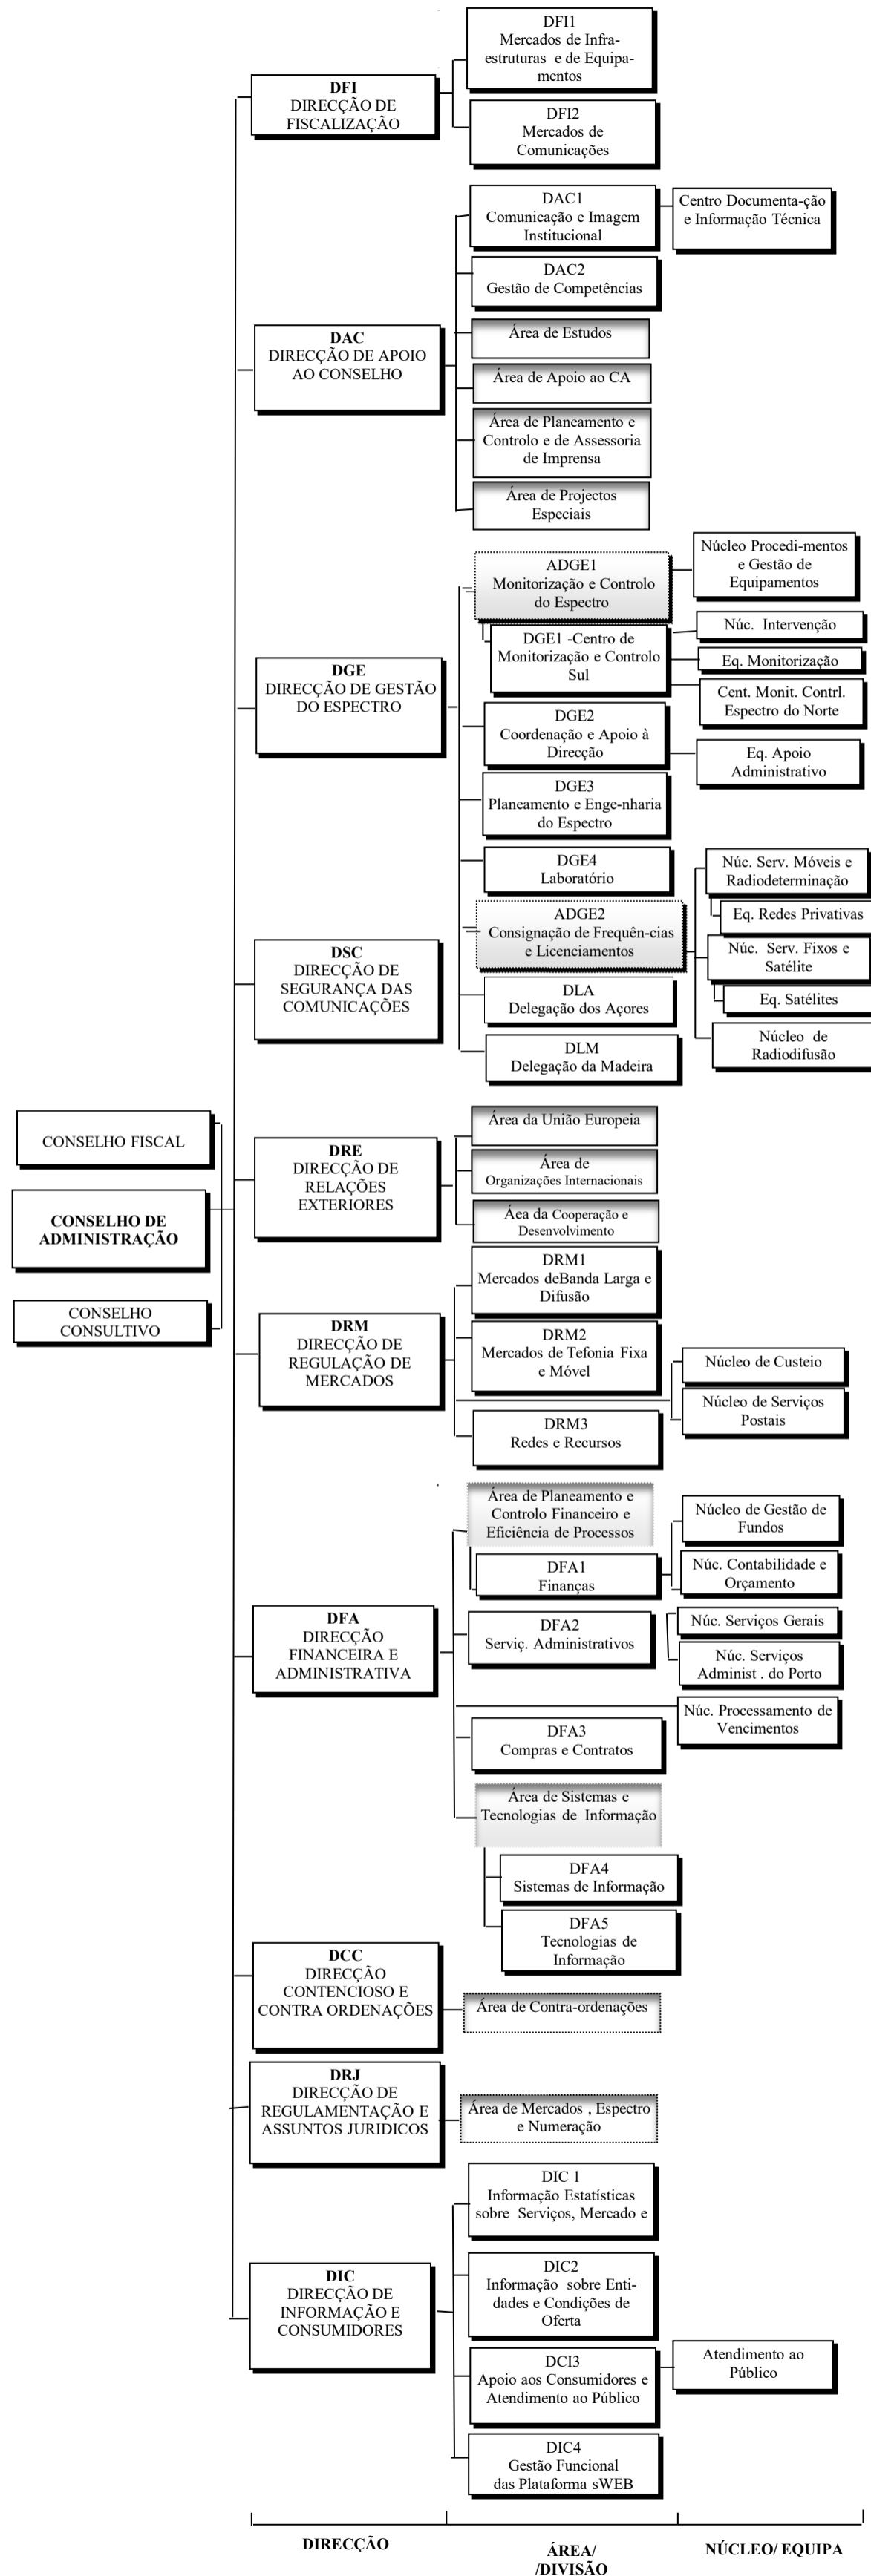 DFI1
Mercados de Infra-
estruturas e de Equipa-
mentos
DFI
DIRECÇÃO DE
FISCALIZAÇÃO
DFI2
Mercados de
Comunicações
DAC1
Comunicação e Imagem
Institucional
Centro Documenta-ção
e Informação Técnica
DAC2
Gestão de Competências
DAC
DIRECÇÃO DE APOIO
AO CONSELHO
Área de Estudos
Área de Apoio ao CA
Área de Planeamento e
Controlo e de Assessoria
de Imprensa
Área de Projectos
Especiais
ADGE1
Monitorização e Controlo
do Espectro
Núcleo Procedi-mentos
e Gestão de
Equipamentos
DGE1 -Centro de
Monitorização e Controlo
Sul
Núc. Intervenção
Eq. Monitorização
Cent. Monit. Contrl.
Espectro do Norte
DGE
DIRECÇÃO DE GESTÃO
DO ESPECTRO
DGE2
Coordenação e Apoio à
Direcção
Eq. Apoio
Administrativo
DGE3
Planeamento e Enge-nharia
do Espectro
DGE4
Laboratório
Núc. Serv. Móveis e
Radiodeterminação
Eq. Redes Privativas
ADGE2
Consignação de Frequên-cias
e Licenciamentos
Núc. Serv. Fixos e
Satélite
Eq. Satélites
DSC
DIRECÇÃO DE
SEGURANÇA DAS
COMUNICAÇÕES
DLA
Delegação dos Açores
Núcleo de
Radiodifusão
DLM
Delegação da Madeira
CONSELHO FISCAL
CONSELHO DE
ADMINISTRAÇÃO
CONSELHO
CONSULTIVO
DRE
DIRECÇÃO DE
RELAÇÕES
EXTERIORES
Área da União Europeia
Área de
Organizações Internacionais
Áea da Cooperação e
Desenvolvimento
DRM1
Mercados deBanda Larga e
Difusão
DRM
DIRECÇÃO DE
REGULAÇÃO DE
MERCADOS
DRM2
Mercados de Tefonia Fixa
e Móvel
Núcleo de Custeio
Núcleo de Serviços
Postais
DRM3
Redes e Recursos
Área de Planeamento e
Controlo Financeiro e
Eficiência de Processos
Núcleo de Gestão de
Fundos
DFA1
Finanças
Núc. Contabilidade e
Orçamento
DFA
DIRECÇÃO
FINANCEIRA E
ADMINISTRATIVA
DFA2
Serviç. Administrativos
Núc. Serviços Gerais
Núc. Serviços
Administ . do Porto
Núc. Processamento de
Vencimentos
DFA3
Compras e Contratos
Área de Sistemas e
Tecnologias de Informação
DFA4
Sistemas de Informação
DFA5
Tecnologias de
Informação
DCC
DIRECÇÃO
CONTENCIOSO E
CONTRA ORDENAÇÕES
Área de Contra-ordenações
DRJ
DIRECÇÃO DE
REGULAMENTAÇÃO E
ASSUNTOS JURIDICOS
Área de Mercados , Espectro
e Numeração
DIC 1
Informação Estatísticas
sobre Serviços, Mercado e
DIC
DIRECÇÃO DE
INFORMAÇÃO E
CONSUMIDORES
DIC2
Informação sobre Enti-
dades e Condições de
Oferta
DCI3
Apoio aos Consumidores e
Atendimento ao Público
Atendimento ao
Público
DIC4
Gestão Funcional
das Plataforma sWEB
DIRECÇÃO
ÁREA/
/DIVISÃO
NÚCLEO/ EQUIPA